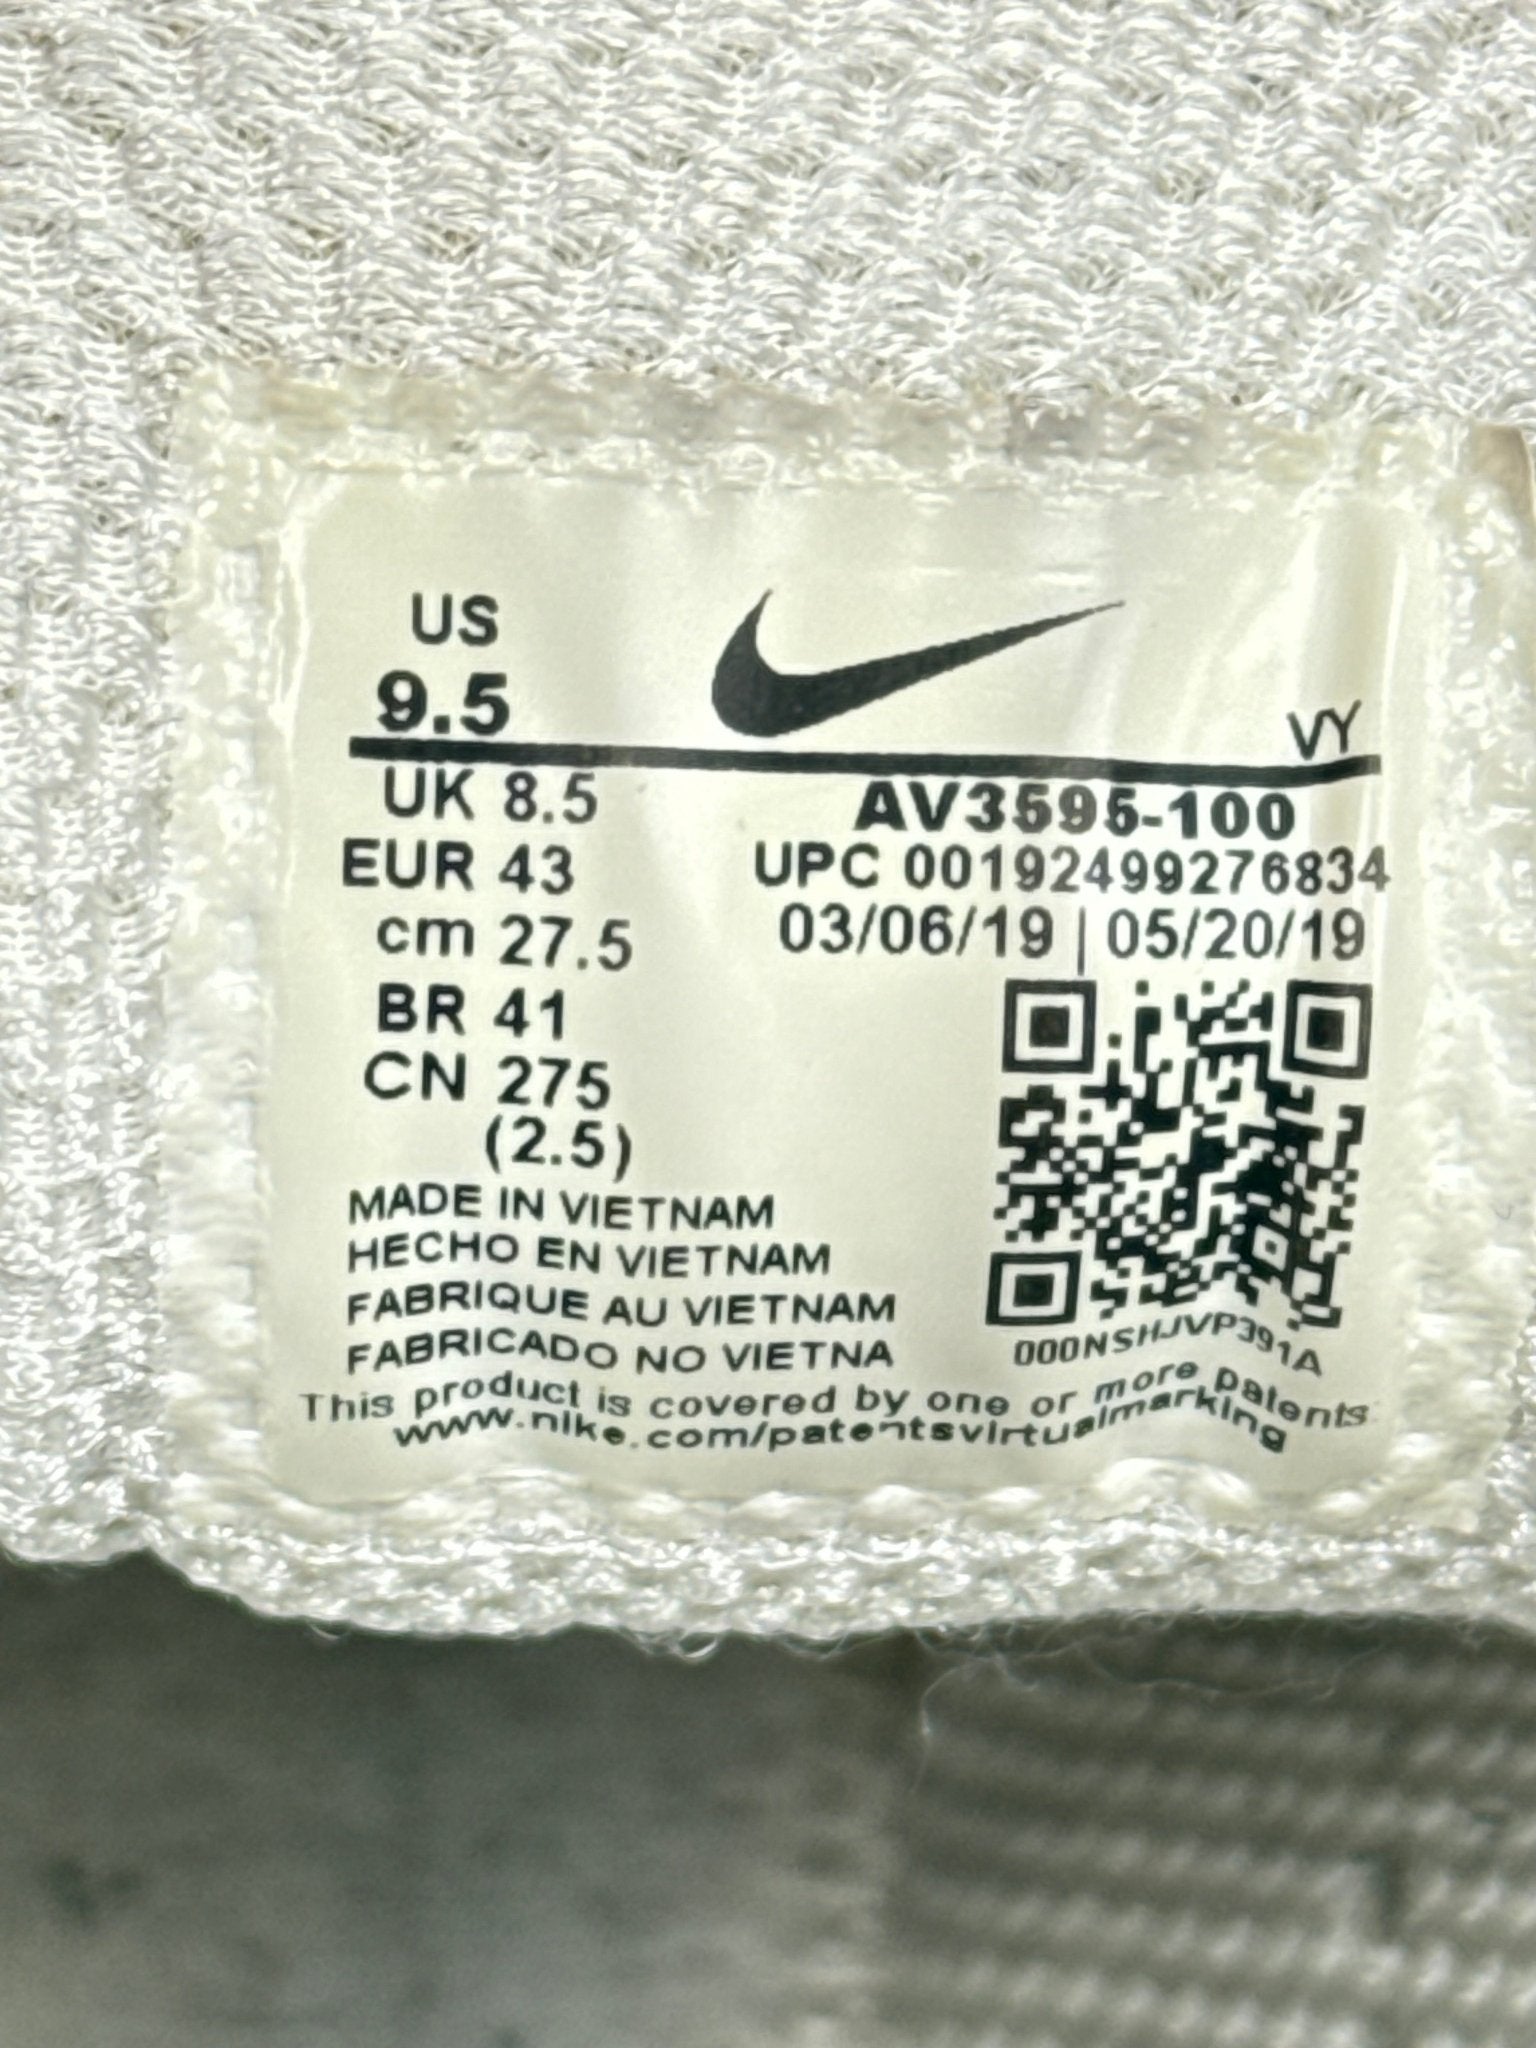 US
9.5
VY
UK 8.5
EUR 43
cm 27.5
BR 41
CN 275
(2.5)
AV3595-100
UPC 00192499276834
03/06/19 | 05/20/19
000NSHJVP391A
MADE IN VIETNAM
HECHO EN VIETNAM
FABRIQUE AU VIETNAM
FABRICADO NO VIETNA
This product is covered by one or more patents
www.nike.com/patentsvirtualmarking